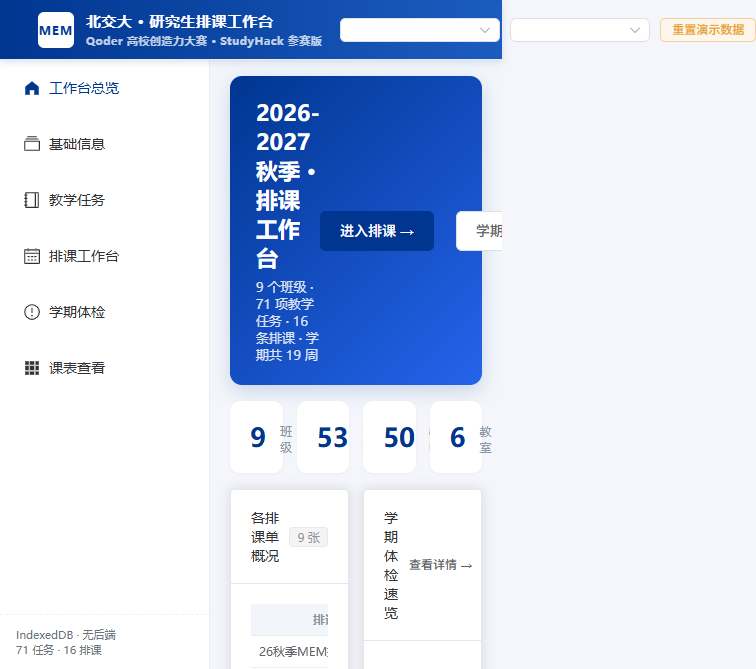 MEM
北交大 • 研究生排课工作台
Qoder 高校创造力大赛 • StudyHack 参赛版
重置演示数据
工作台总览
基础信息
教学任务
排课工作台
学期体检
课表查看
IndexedDB · 无后端
71 任务 · 16 排课
2026-
2027
秋季 •
排课
工作
台
9 个班级 ·
71 项教学
任务 · 16
条排课 · 学
期共 19 周
进入排课 →
学期
9
班
级
53
50
6
教
室
各排
课单
概况
9 张
26秋季MEM
学
期
体
检
速
览
查看详情 →